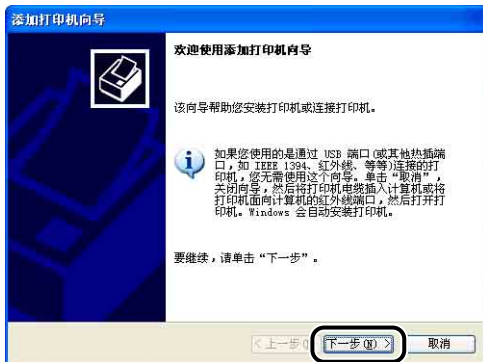 添加打印机向导
欢迎使用添加打印机向导
该向导帮助您安装打印机或连接打印机。
如果您使用的是通过 USB 端口(或其他热插端
口，如 IEEE 1394、红外线、等等)连接的打
印机，您无需使用这个向导。单击“取消”，
关闭向导，然后将打印机电缆插入计算机或将
打印机面向计算机的红外线端口，然后打开打
印机。Windows 会自动安装打印机。
要继续，请单击“下一步”。
<上一步
下一步(N) >
取消